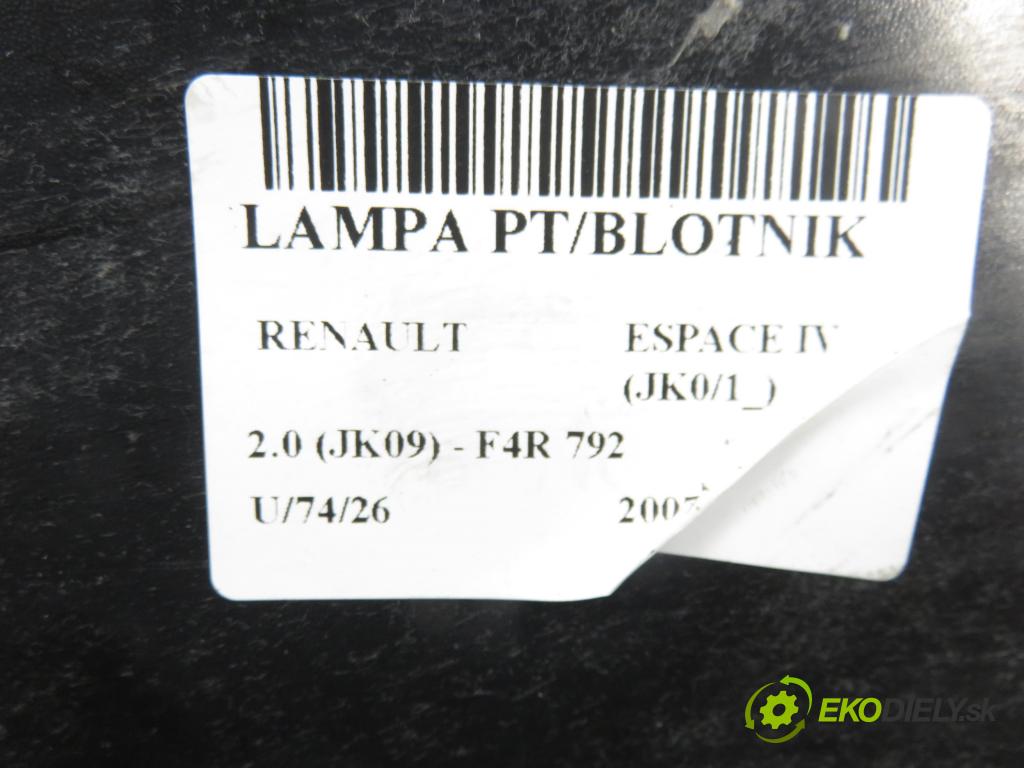 LAMPA PT/BLOTNIK
RENAULT ESPACE IV
(JK0/1_)
2.0 (JK09) - F4R 792
U/74/26
EKODIELY.sk